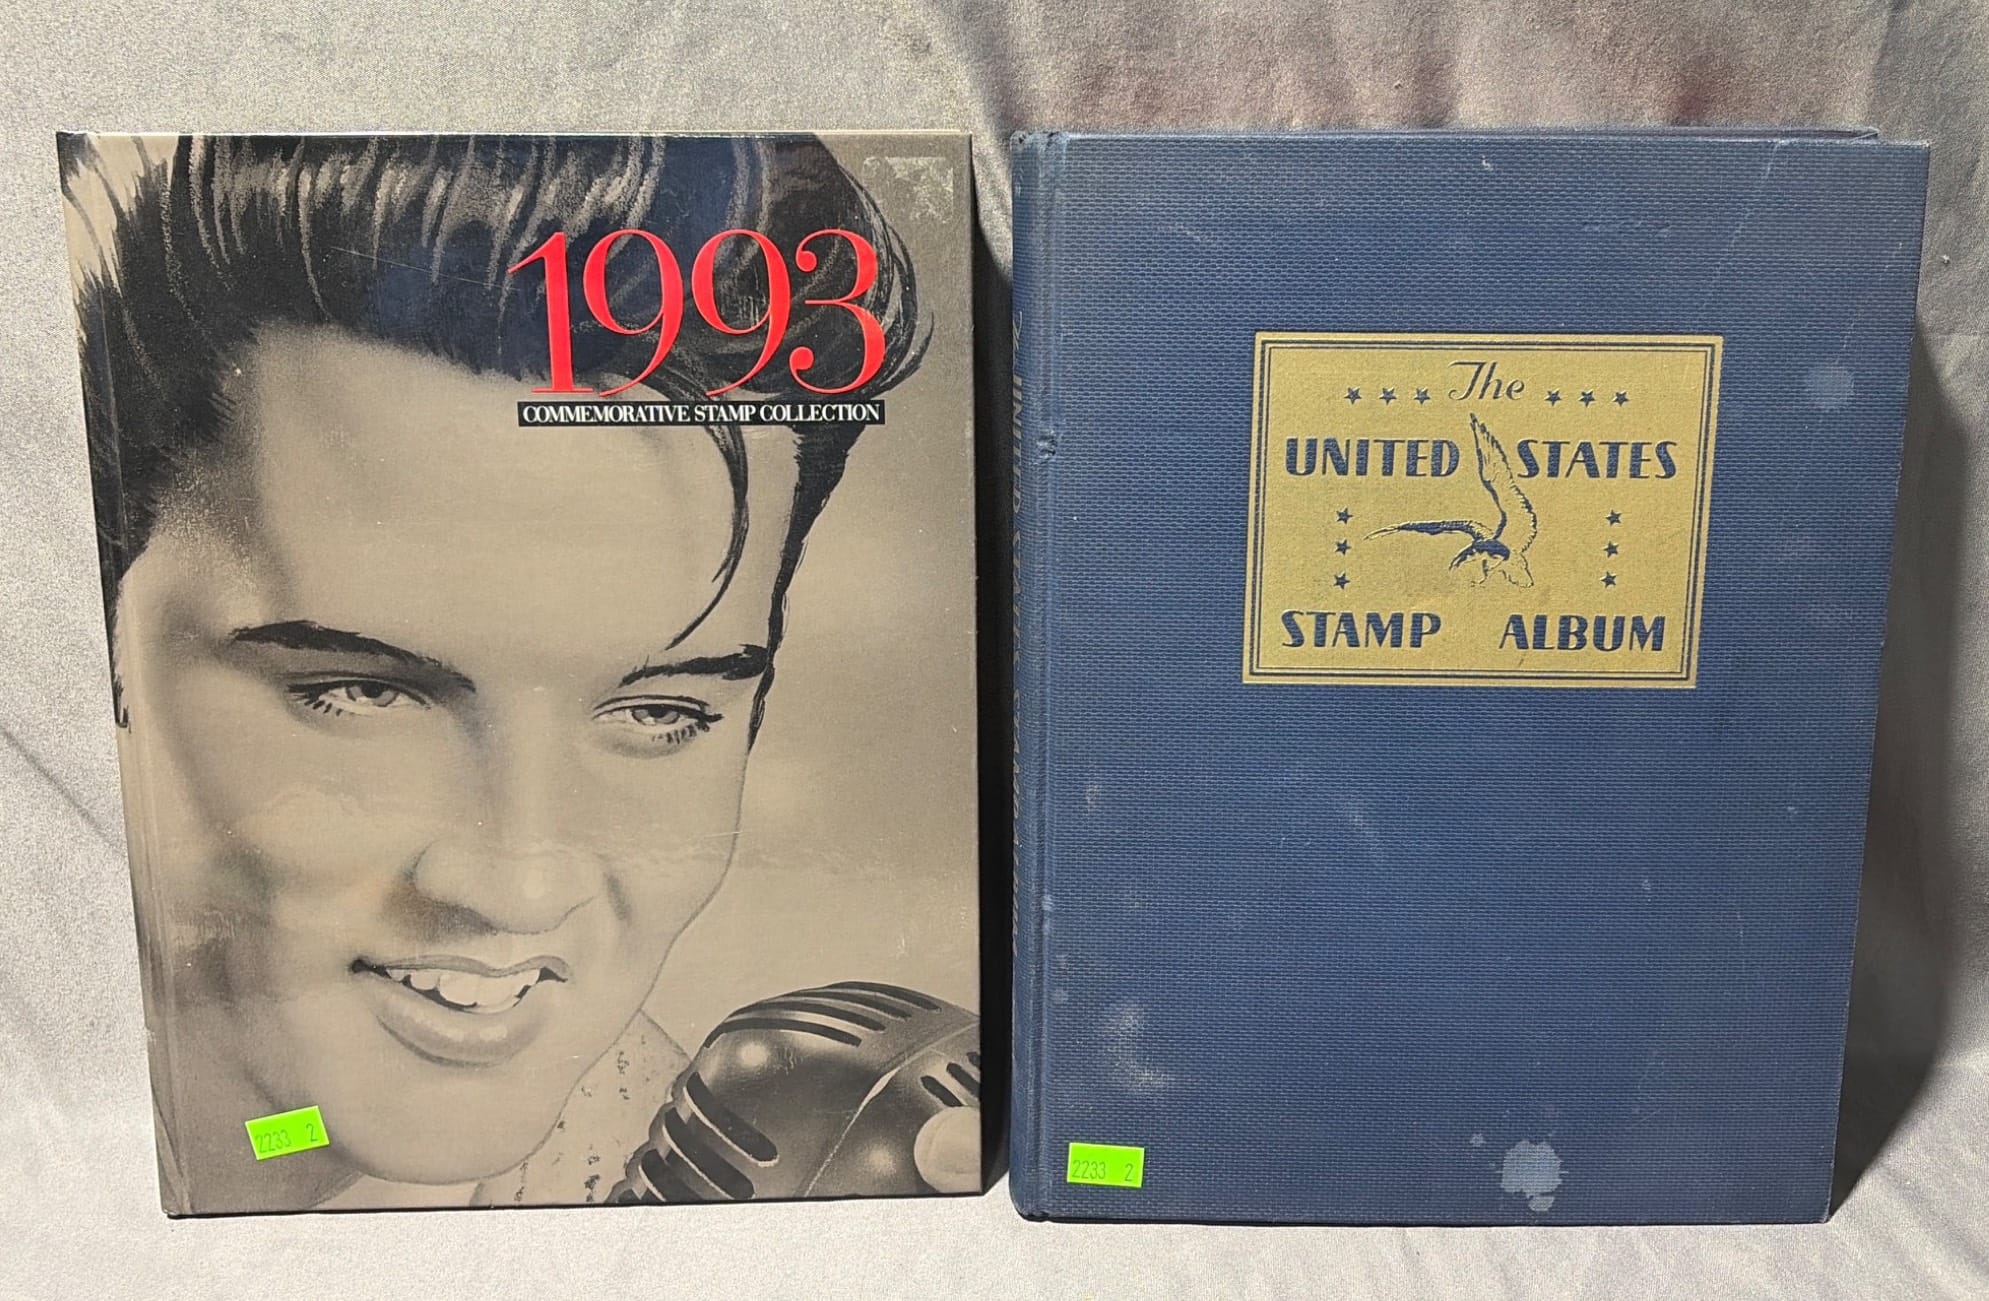 1993
COMMEMORATIVE STAMP COLLECTION
2233 2
The
UNITED STATES
STAMP ALBUM
2233 2